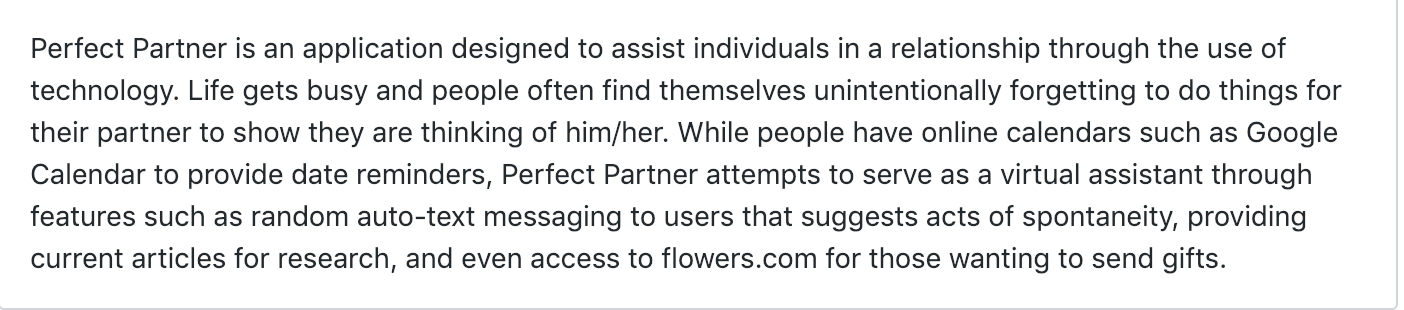 Perfect Partner is an application designed to assist individuals in a relationship through the use of
technology. Life gets busy and people often find themselves unintentionally forgetting to do things for
their partner to show they are thinking of him/her. While people have online calendars such as Google
Calendar to provide date reminders, Perfect Partner attempts to serve as a virtual assistant through
features such as random auto-text messaging to users that suggests acts of spontaneity, providing
current articles for research, and even access to flowers.com for those wanting to send gifts.